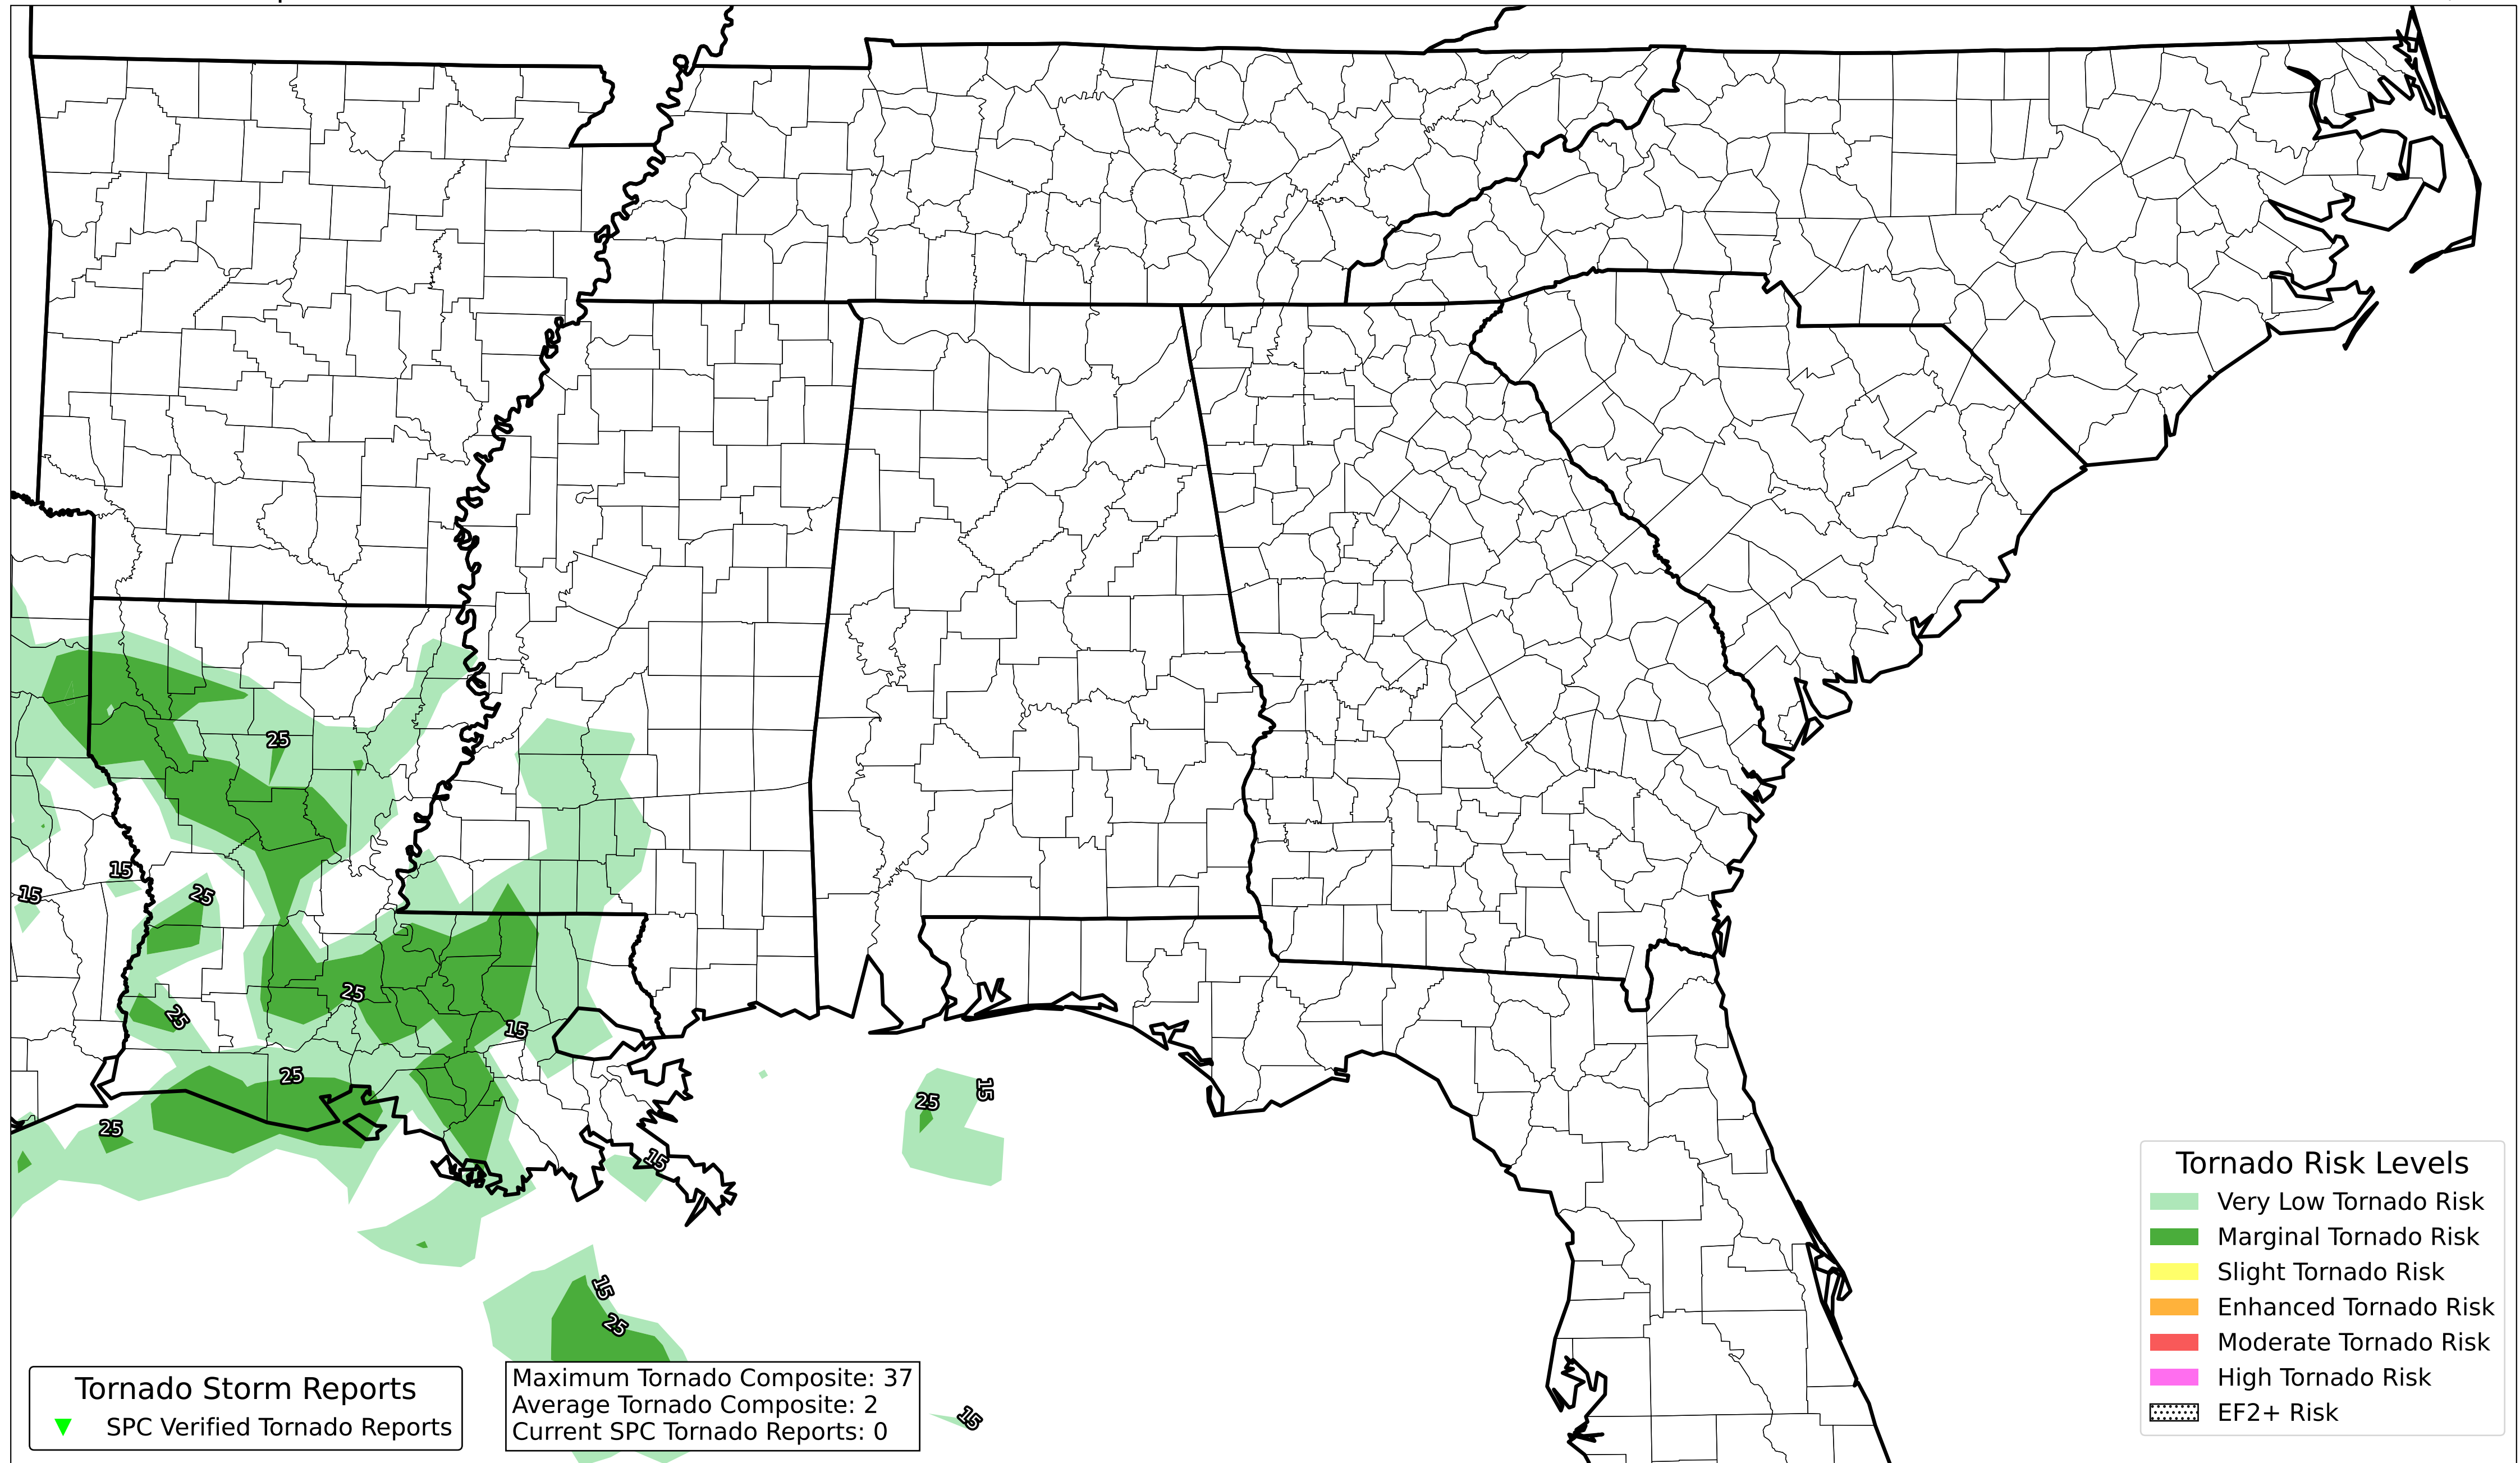 25
15
15
25
25
25
15
25
25
15
25
15
15
25
15
Tornado Risk Levels
Very Low Tornado Risk
Marginal Tornado Risk
Slight Tornado Risk
Enhanced Tornado Risk
Moderate Tornado Risk
High Tornado Risk
EF2+ Risk
Tornado Storm Reports
SPC Verified Tornado Reports
Maximum Tornado Composite: 37
Average Tornado Composite: 2
Current SPC Tornado Reports: 0